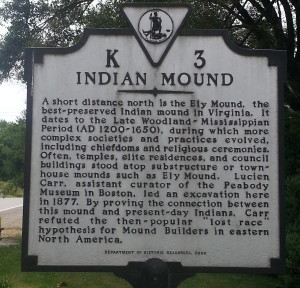 K 3
INDIAN MOUND
A short distance north is the Ely Mound, the
best-preserved Indian mound in Virginia. It
dates to the Late Woodland-Mississippian
Period (AD 1200-1650), during which more
complex societies and practices evolved,
including chiefdoms and religious ceremonies.
Often, temples, elite residences, and council
buildings stood atop substructure or town-
house mounds such as Ely Mound. Lucien
Carr, assistant curator of the Peabody
Museum in Boston, led an excavation here
in 1877. By proving the connection between
this mound and present-day Indians, Carr
refuted the then-popular "lost race"
hypothesis for Mound Builders in eastern
North America.
DEPARTMENT OF HISTORIC RESOURCES,